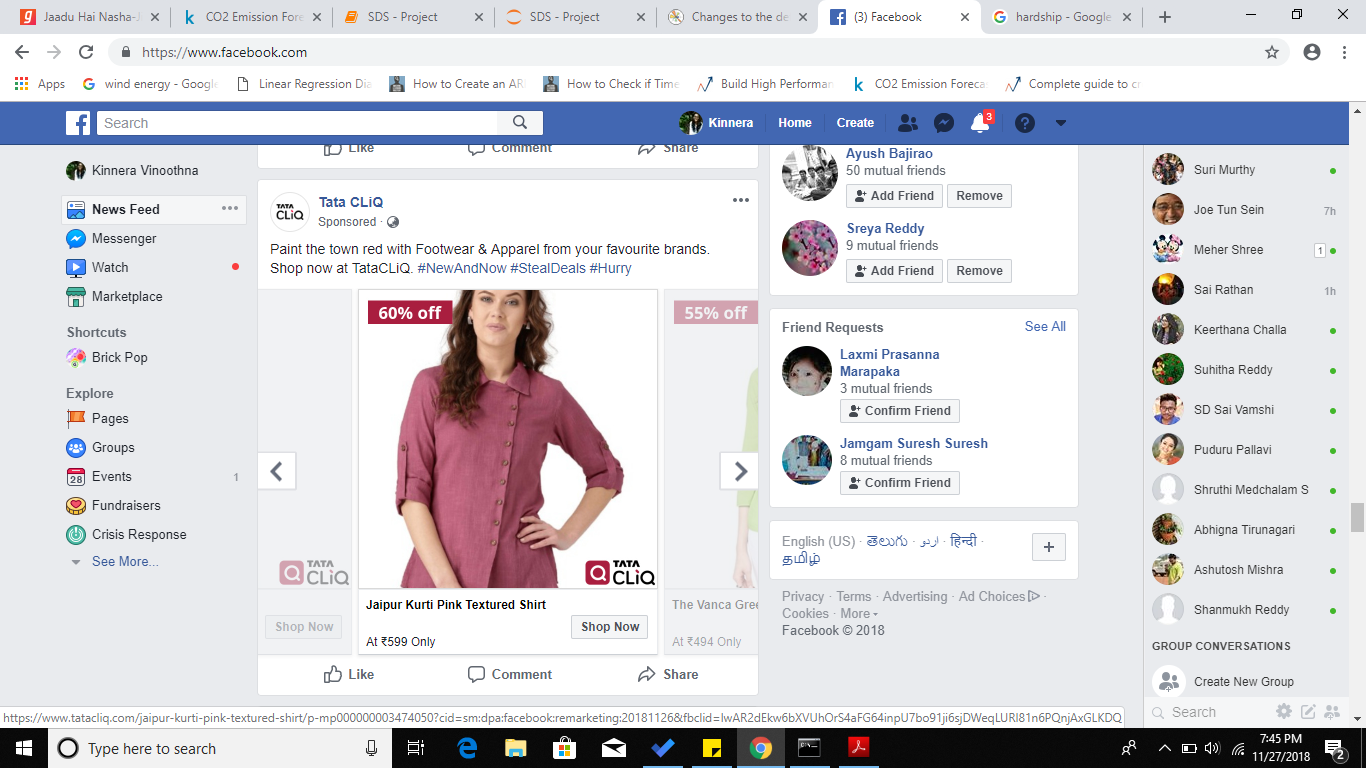 Jaadu Hai Nasha-J
CO2 Emission Fore
SDS - Project
SDS - Project
Changes to the de
(3) Facebook
hardship - Google
https://www.facebook.com
Apps
wind energy - Googl
Linear Regression Dia
How to Create an AR
How to Check if Time
Build High Performan
CO2 Emission Foreca
Complete guide to cr
Search
Kinnera
Home
Create
3
Kinnera Vinoothna
News Feed
Messenger
Watch
Marketplace
Shortcuts
Brick Pop
Explore
Pages
Groups
28
Events
1
Fundraisers
Crisis Response
See More...
Like
Comment
Share
TATA
CLiQ
Tata CLiQ
Sponsored ·
Paint the town red with Footwear & Apparel from your favourite brands.
Shop now at TataCLiQ. #NewAndNow #StealDeals #Hurry
60% off
55% off
TATA
CLiQ
TATA
CLiQ
Shop Now
Jaipur Kurti Pink Textured Shirt
At ₹599 Only
Shop Now
The Vanca Gree
At ₹494 Only
Like
Comment
Share
Ayush Bajirao
50 mutual friends
Add Friend
Remove
Sreya Reddy
9 mutual friends
Add Friend
Remove
Friend Requests
See All
Laxmi Prasanna
Marapaka
3 mutual friends
Confirm Friend
Jamgam Suresh Suresh
8 mutual friends
Confirm Friend
English (US) · తెలుగు · اردو · हिन्दी ·
தமிழ்
Privacy · Terms · Advertising · Ad Choices ·
Cookies · More
Facebook © 2018
Suri Murthy
Joe Tun Sein
7h
Meher Shree
1
Sai Rathan
1h
Keerthana Challa
Suhitha Reddy
SD Sai Vamshi
Puduru Pallavi
Shruthi Medchalam S
Abhigna Tirunagari
Ashutosh Mishra
Shanmukh Reddy
GROUP CONVERSATIONS
Create New Group
Search
https://www.tatacliq.com/jaipur-kurti-pink-textured-shirt/p-mp000000003474050?cid=sm:dpa:facebook:remarketing:20181126&fbclid=IwAR2dEkw6bXVUhOrS4aFG64inpU7bo91ji6sjDWeqLURI81n6PQnjAxGLKDQ
Type here to search
7:45 PM
11/27/2018
2